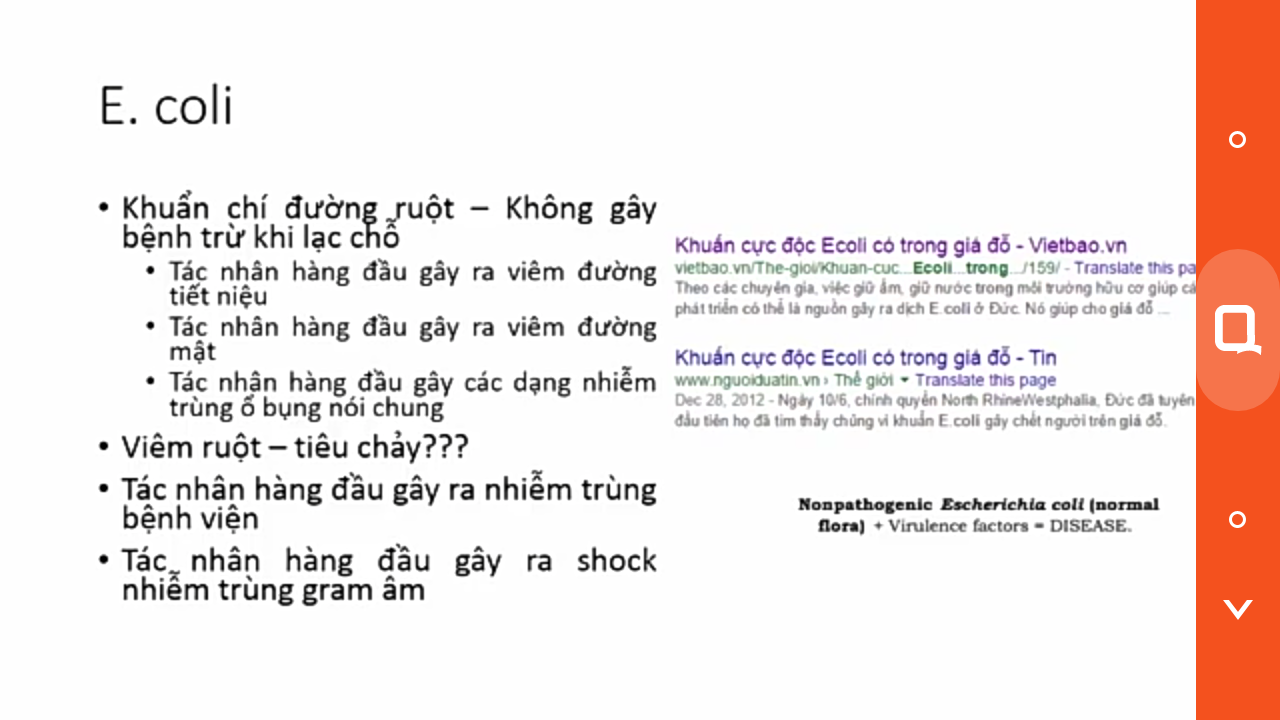 E. coli
• Khuẩn chí đường ruột – Không gây
bệnh trừ khi lạc chỗ
• Tác nhân hàng đầu gây ra viêm đường
tiết niệu
• Tác nhân hàng đầu gây ra viêm đường
mật
• Tác nhân hàng đầu gây các dạng nhiễm
trùng ổ bụng nói chung
• Viêm ruột – tiêu chảy???
• Tác nhân hàng đầu gây ra nhiễm trùng
bệnh viện
• Tác nhân hàng đầu gây ra shock
nhiễm trùng gram âm
Khuẩn cực độc Ecoli có trong giá đỗ - Vietbao.vn
vietbao.vn/The-gioi/Khuan-cuc...Ecoli...trong.../159/ - Translate this pa
Theo các chuyên gia, việc giữ ẩm, giữ nước trong môi trường hữu cơ giúp cá
phát triển có thể là nguồn gây ra dịch E.coli ở Đức. Nó giúp cho giá đỗ ...
Khuẩn cực độc Ecoli có trong giá đỗ - Tin
www.nguoiduatin.vn › Thế giới ▾ Translate this page
Dec 28, 2012 - Ngày 10/6, chính quyền North RhineWestphalia, Đức đã tuyên
đầu tiên họ đã tìm thấy chủng vi khuẩn E.coli gây chết người trên giá đỗ.
Nonpathogenic Escherichia coli (normal
flora) + Virulence factors = DISEASE.